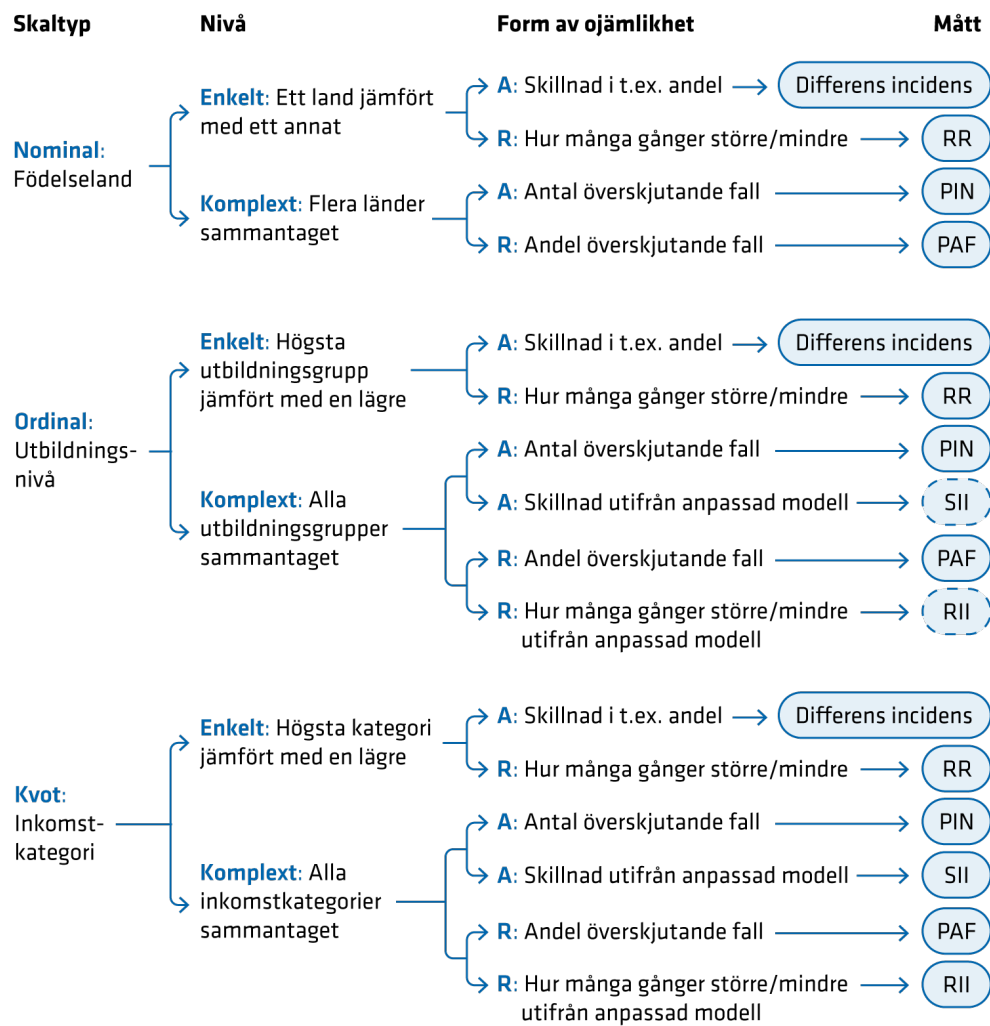 Skaltyp Nivå Form av ojämlikhet Mått
Nominal:
Födelseland
Enkelt: Ett land jämfört
med ett annat
A: Skillnad i t.ex. andel Differens incidens
R: Hur många gånger större/mindre RR
Komplext: Flera länder
sammantaget
A: Antal överskjutande fall PIN
R: Andel överskjutande fall PAF
Ordinal:
Utbildnings-
nivå
Enkelt: Högsta
utbildningsgrupp
jämfört med en lägre
A: Skillnad i t.ex. andel Differens incidens
R: Hur många gånger större/mindre RR
Komplext: Alla
utbildningsgrupper
sammantaget
A: Antal överskjutande fall PIN
A: Skillnad utifrån anpassad modell SII
R: Andel överskjutande fall PAF
R: Hur många gånger större/mindre RII
utifrån anpassad modell
Kvot:
Inkomst-
kategori
Enkelt: Högsta kategori
jämfört med en lägre
A: Skillnad i t.ex. andel Differens incidens
R: Hur många gånger större/mindre RR
Komplext: Alla
inkomstkategorier
sammantaget
A: Antal överskjutande fall PIN
A: Skillnad utifrån anpassad modell SII
R: Andel överskjutande fall PAF
R: Hur många gånger större/mindre RII
utifrån anpassad modell